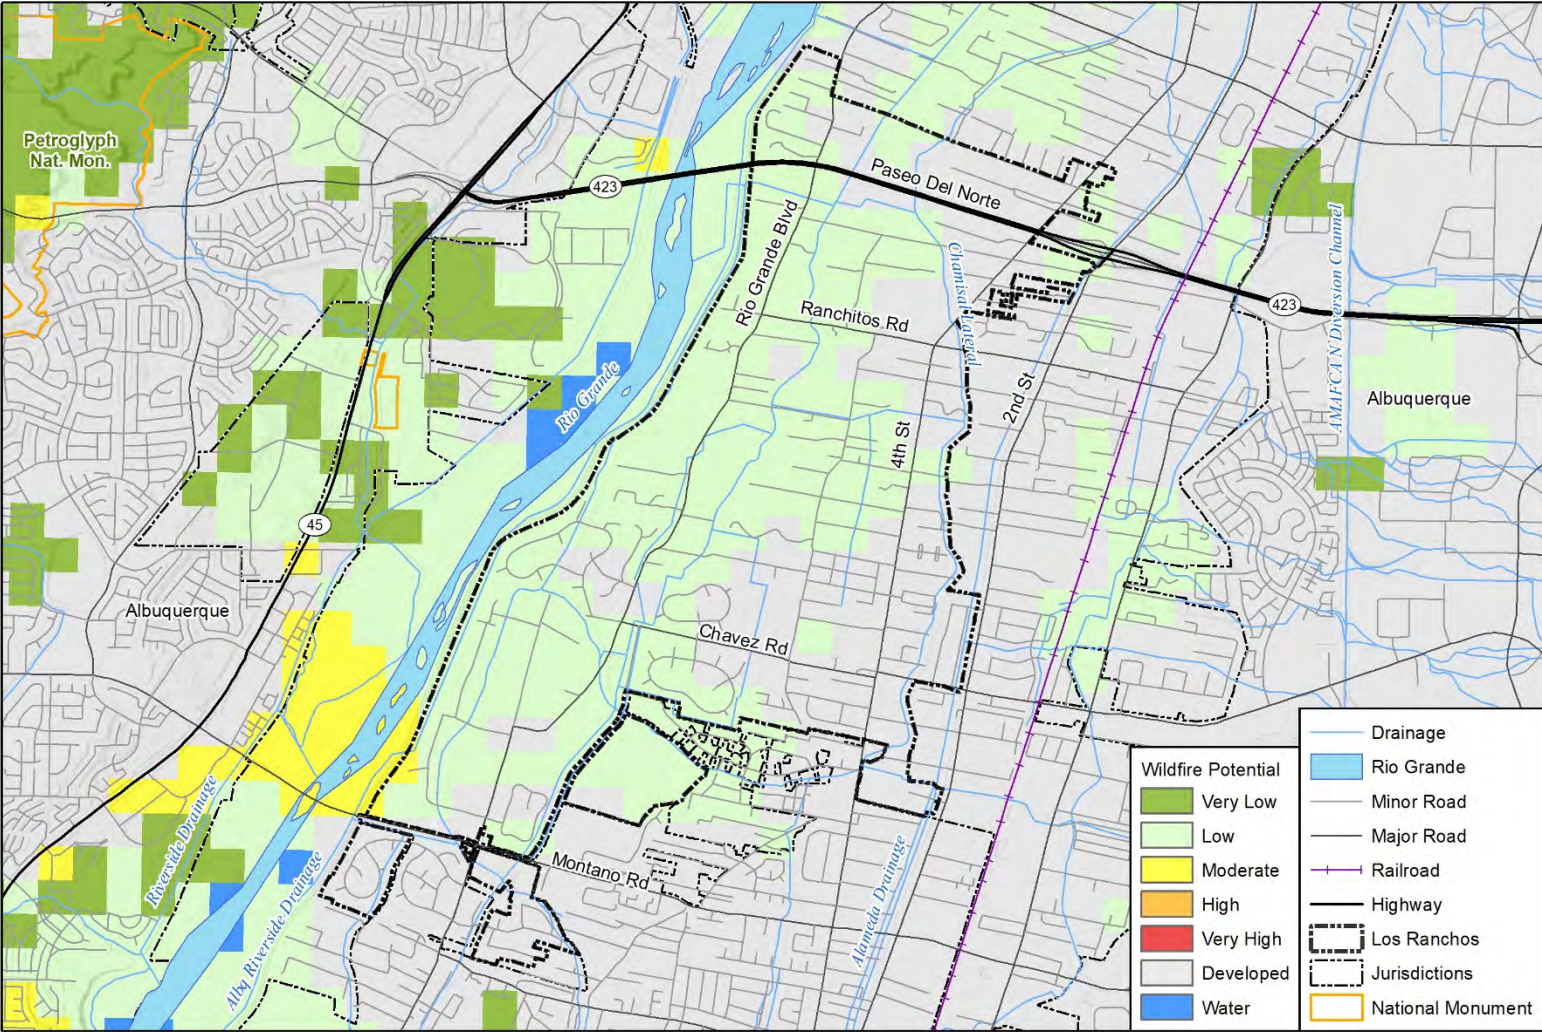 Petroglyph
Nat. Mon.
423
Paseo Del Norte
Rio Grande Blvd
Chamisal Lateral
AMAFCA N Diversion Channel
Ranchitos Rd
423
Rio Grande
2nd St
4th St
Albuquerque
45
Albuquerque
Chavez Rd
Riverside Drainage
Albq Riverside Drainage
Montano Rd
Alameda Drainage
Wildfire Potential
Very Low
Low
Moderate
High
Very High
Developed
Water
Drainage
Rio Grande
Minor Road
Major Road
Railroad
Highway
Los Ranchos
Jurisdictions
National Monument